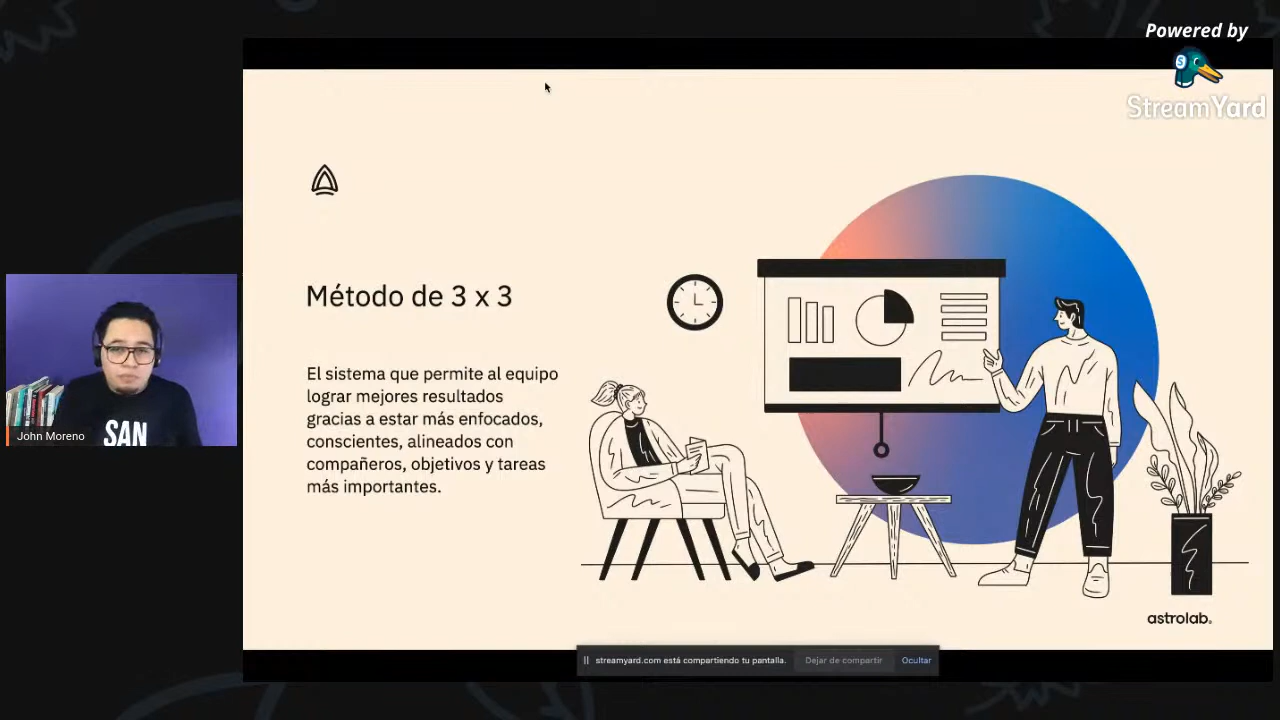 Powered by
StreamYard
Método de 3 x 3
El sistema que permite al equipo
lograr mejores resultados
gracias a estar más enfocados,
conscientes, alineados con
compañeros, objetivos y tareas
más importantes.
SAN
John Moreno
astrolab.
streamyard.com está compartiendo tu pantalla.
Dejar de compartir
Ocultar